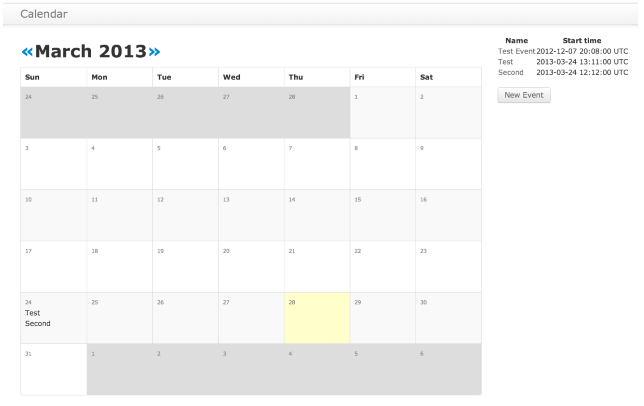 Calendar
«March 2013»
Sun Mon Tue Wed Thu Fri Sat
24 25 26 27 28 1 2
3 4 5 6 7 8 9
10 11 12 13 14 15 16
17 18 19 20 21 22 23
24 25 26 27 28 29 30
Test
Second
31 1 2 3 4 5 6
Name Start time
Test Event 2012-12-07 20:08:00 UTC
Test 2013-03-24 13:11:00 UTC
Second 2013-03-24 12:12:00 UTC
New Event